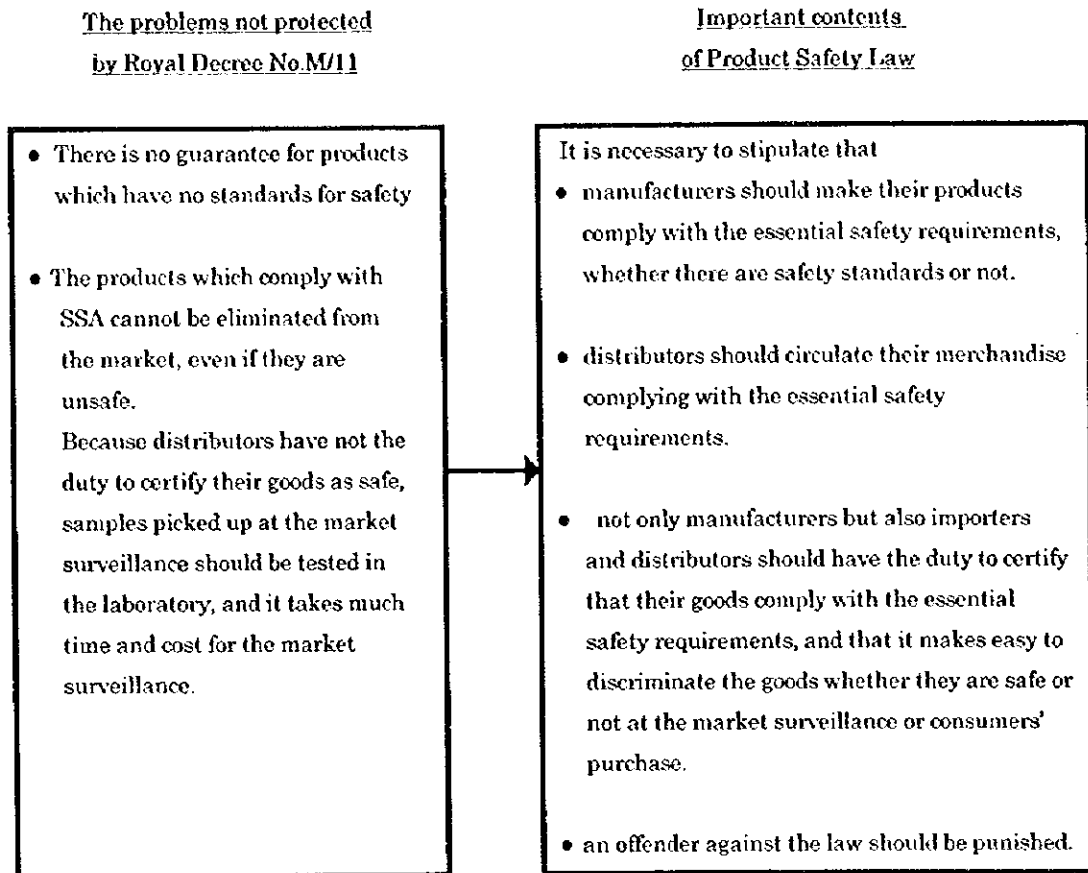 The problems not protected
by Royal Decree No.M/11
• There is no guarantee for products
which have no standards for safety
• The products which comply with
SSA cannot be eliminated from
the market, even if they are
unsafe.
Because distributors have not the
duty to certify their goods as safe,
samples picked up at the market
surveillance should be tested in
the laboratory, and it takes much
time and cost for the market
surveillance.
Important contents
of Product Safety Law
It is necessary to stipulate that
• manufacturers should make their products
comply with the essential safety requirements,
whether there are safety standards or not.
• distributors should circulate their merchandise
complying with the essential safety
requirements.
• not only manufacturers but also importers
and distributors should have the duty to certify
that their goods comply with the essential
safety requirements, and that it makes easy to
discriminate the goods whether they are safe or
not at the market surveillance or consumers'
purchase.
• an offender against the law should be punished.